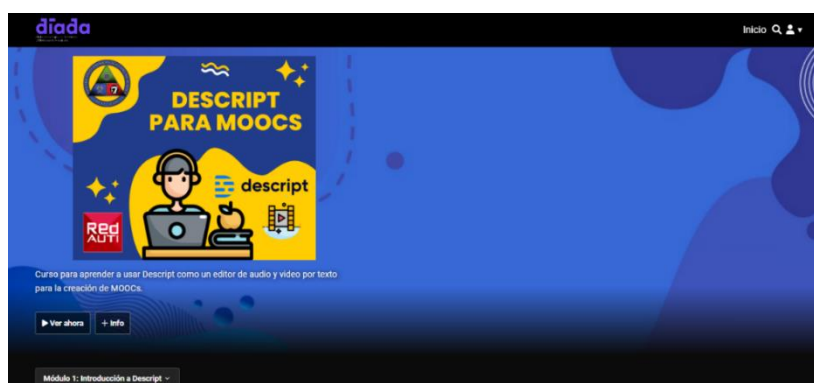 díada
Inicio
DESCRIPT
PARA MOOCS
descript
Red
AUTI
Curso para aprender a usar Descript como un editor de audio y video por texto
para la creación de MOOCs.
Ver ahora
+ Info
Módulo 1: Introducción a Descript